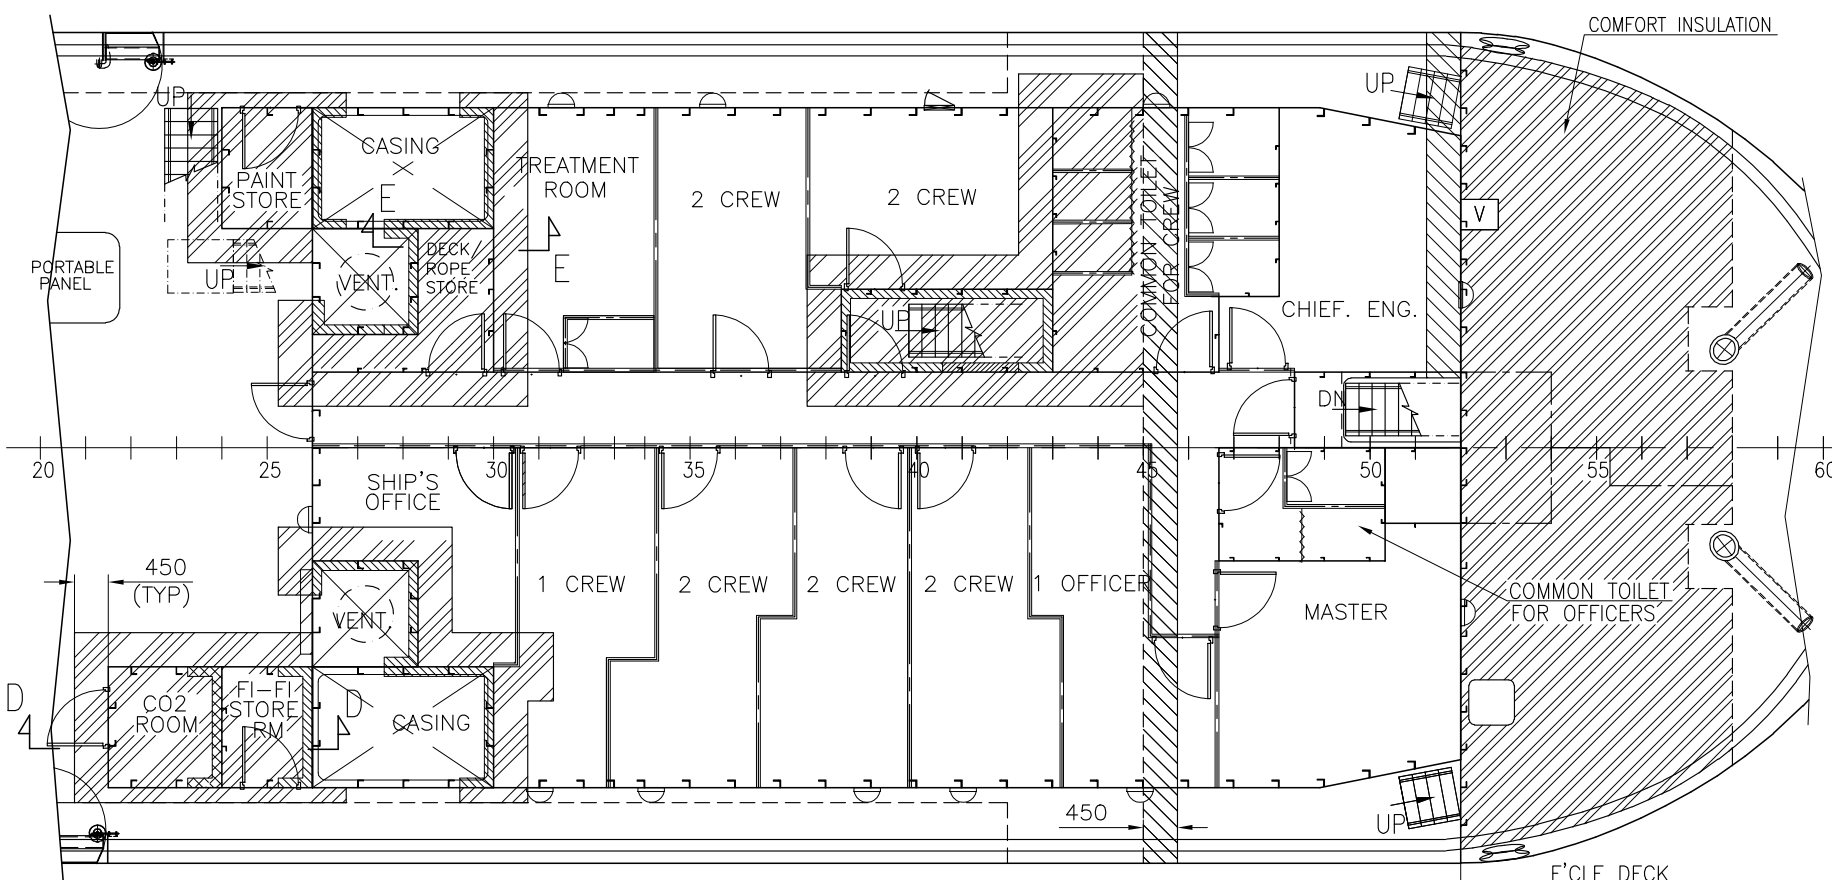 COMFORT INSULATION
UP
UP
CASING
TREATMENT
ROOM
PAINT
STORE
E
2 CREW
2 CREW
COMMON TOILET
FOR CREW
V
DECK
ROPE
STORE
E
PORTABLE
PANEL
UP
VENT.
CHIEF. ENG.
UP
DN
20
25
30
35
40
45
50
55
60
SHIP'S
OFFICE
450
(TYP)
1 CREW
2 CREW
2 CREW
2 CREW
1 OFFICER
COMMON TOILET
FOR OFFICERS
MASTER
VENT.
D
CO2
ROOM
FI-FI
STORE
RM
D
CASING
450
UP
F'CLE DECK